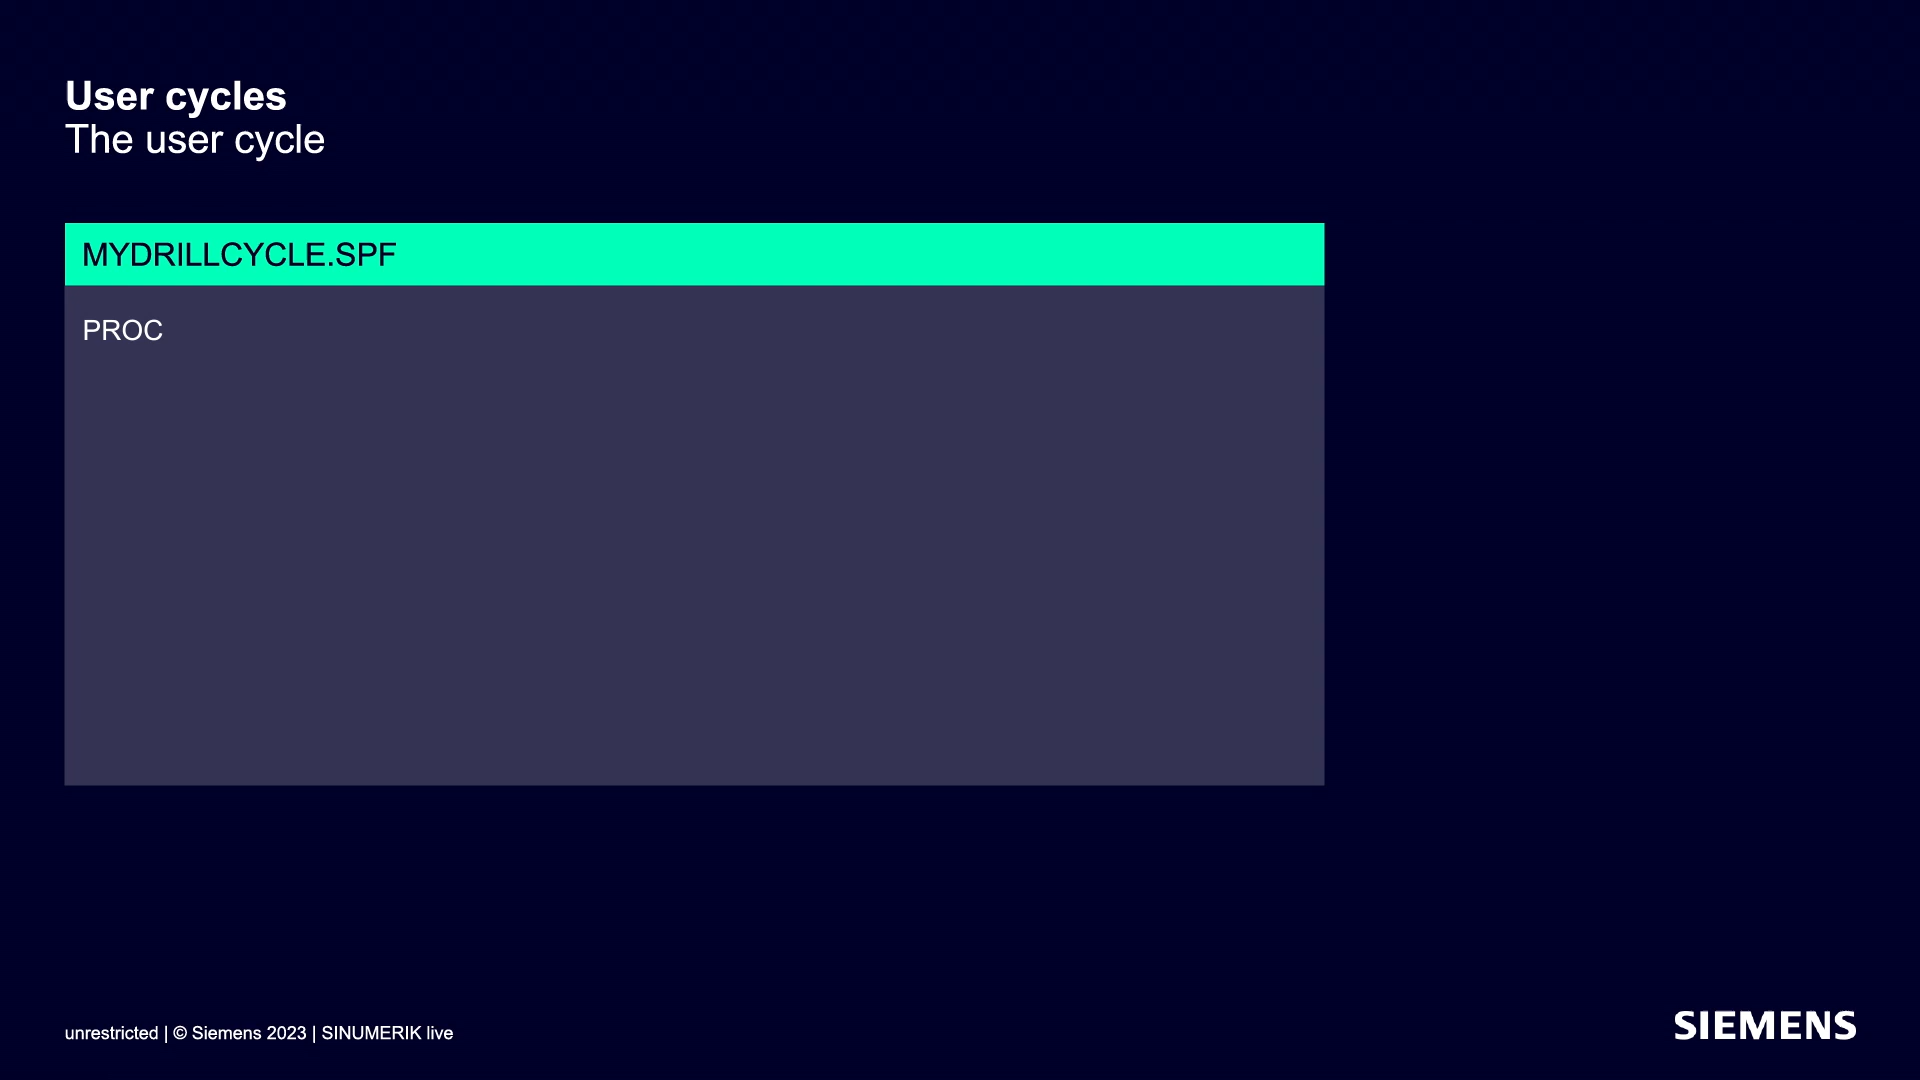 User cycles
The user cycle
MYDRILLCYCLE.SPF
PROC
unrestricted | © Siemens 2023 | SINUMERIK live
SIEMENS